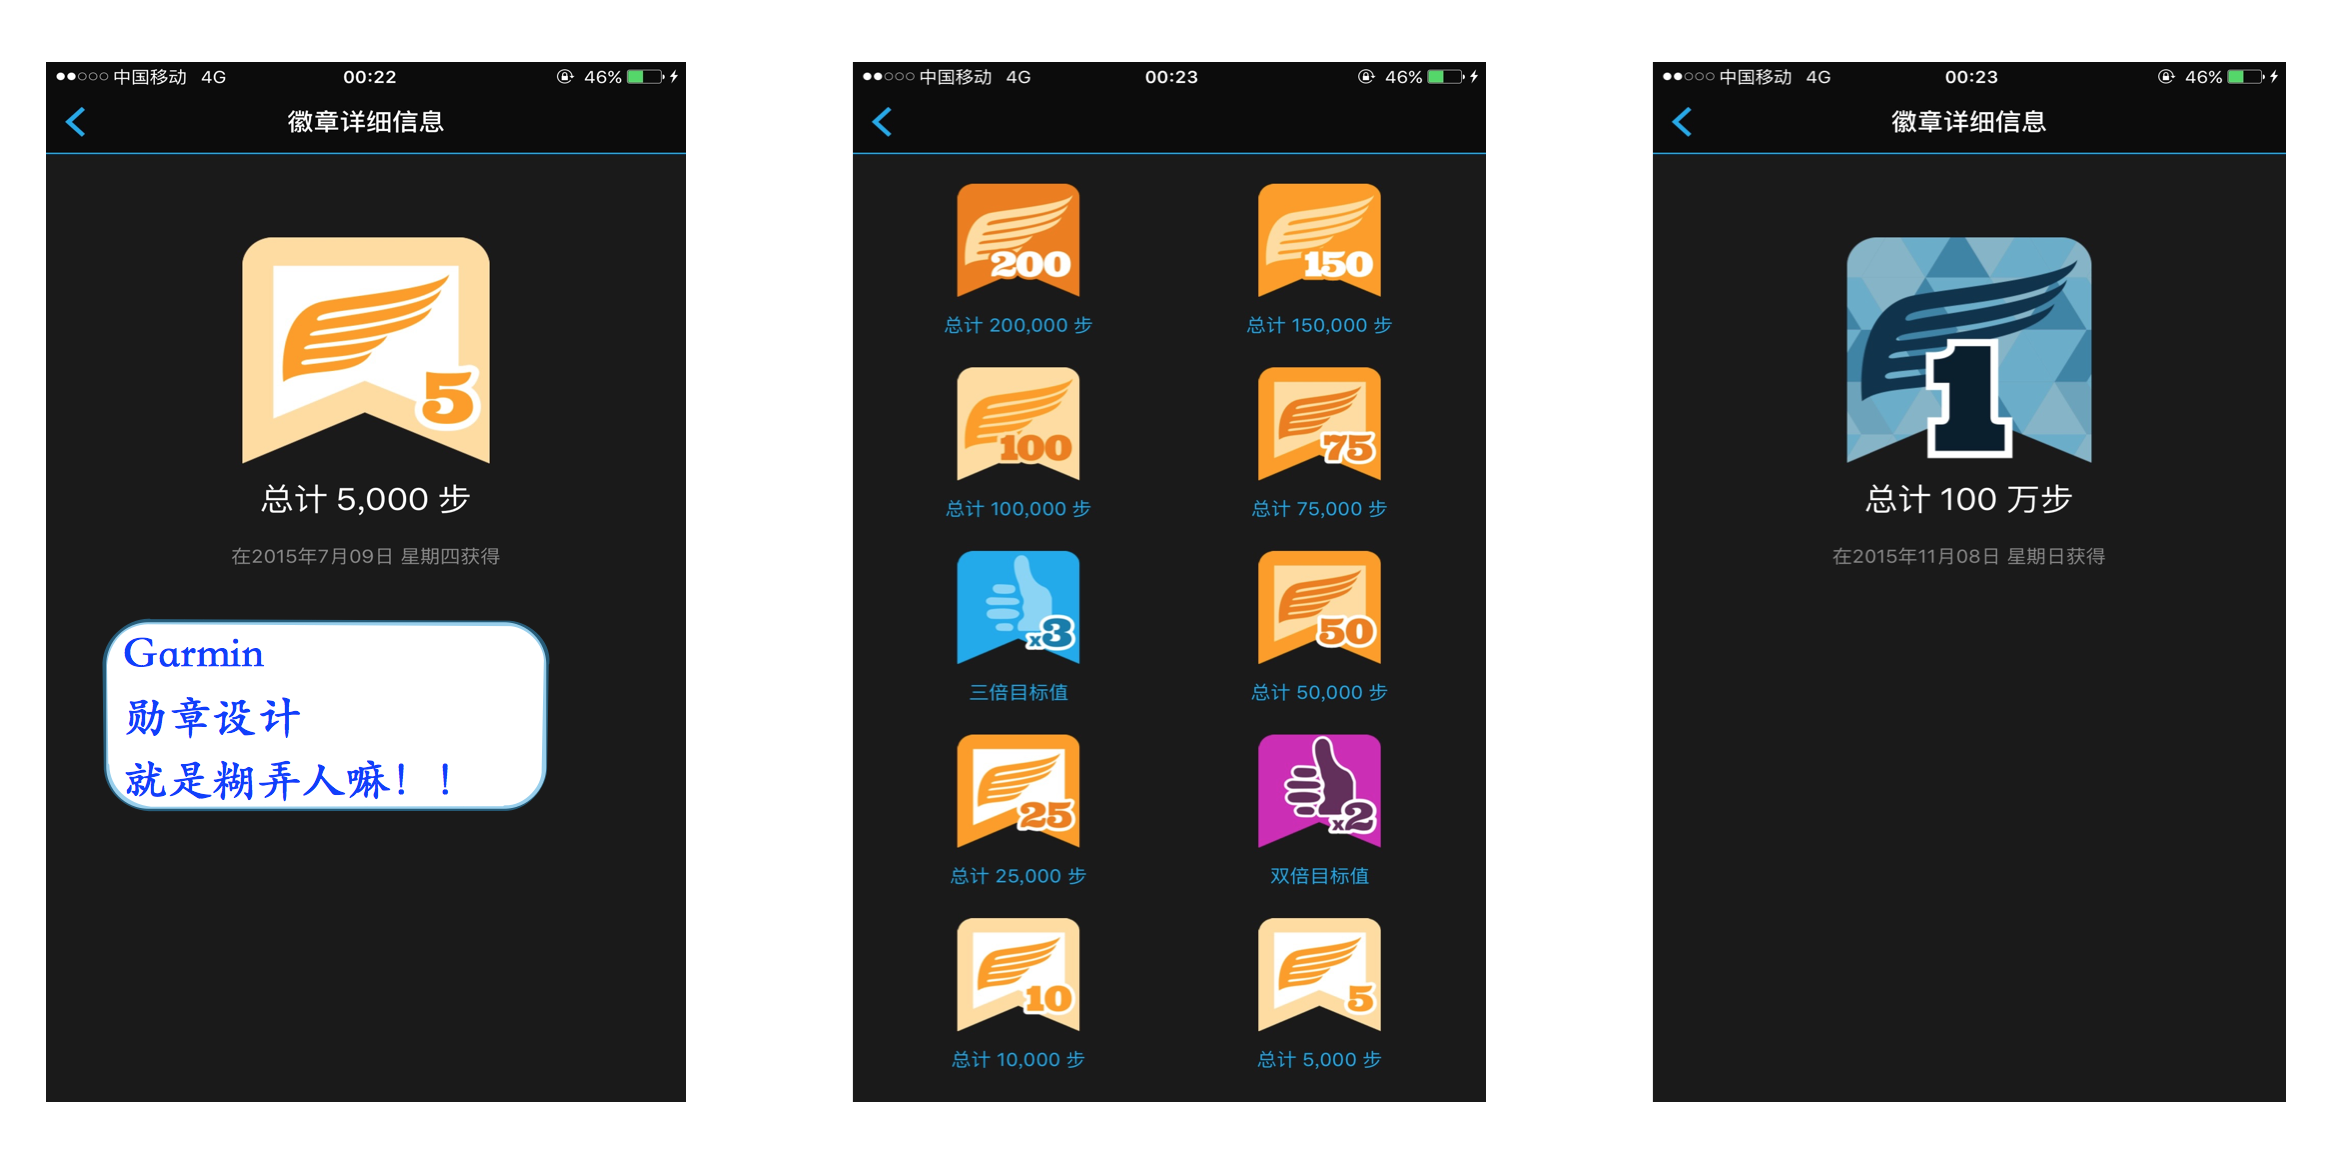 中国移动 4G 00:22 46%
徽章详细信息
5
总计 5,000 步
在2015年7月09日 星期四获得
Garmin
勋章设计
就是糊弄人嘛！！
中国移动 4G 00:23 46%
200 150
总计 200,000 步 总计 150,000 步
100 75
总计 100,000 步 总计 75,000 步
x3 50
三倍目标值 总计 50,000 步
25 x2
总计 25,000 步 双倍目标值
10 5
总计 10,000 步 总计 5,000 步
中国移动 4G 00:23 46%
徽章详细信息
1
总计 100 万步
在2015年11月08日 星期日获得